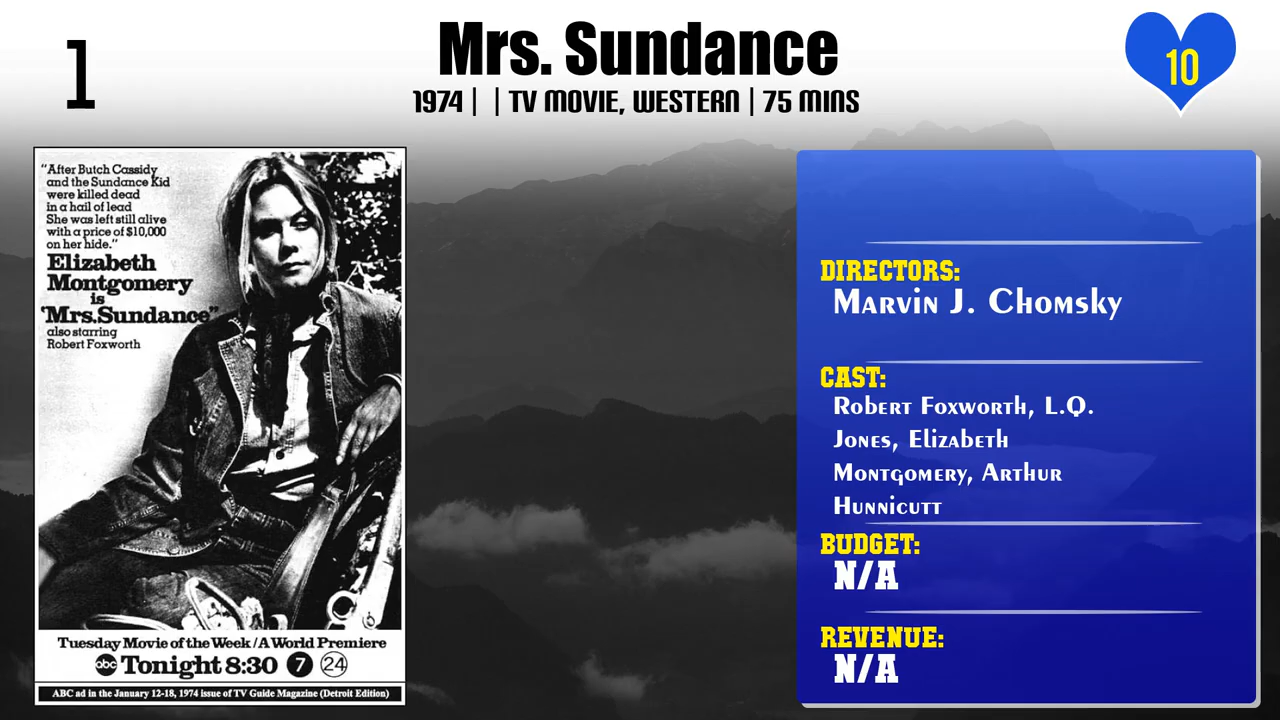 1
Mrs. Sundance
1974 | | TV MOVIE, WESTERN | 75 MINS
10
“After Butch Cassidy
and the Sundance Kid
were killed dead
in a hail of lead
She was left still alive
with a price of $10,000
on her hide.”
Elizabeth
Montgomery
is
‘Mrs.Sundance”
also starring
Robert Foxworth
Tuesday Movie of the Week/A World Premiere
abc Tonight 8:30 7 24
ABC ad in the January 12-18, 1974 issue of TV Guide Magazine (Detroit Edition)
DIRECTORS:
Marvin J. Chomsky
CAST:
Robert Foxworth, L.Q.
Jones, Elizabeth
Montgomery, Arthur
Hunnicutt
BUDGET:
N/A
REVENUE:
N/A